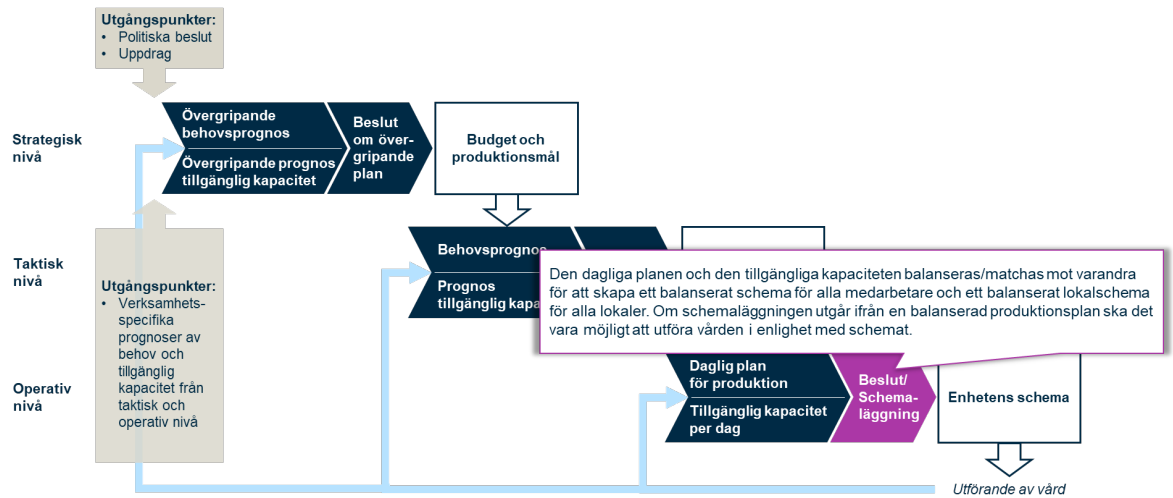 Utgångspunkter:
• Politiska beslut
• Uppdrag
Strategisk
nivå
Övergripande
behovsprognos
Övergripande prognos
tillgänglig kapacitet
Beslut
om över-
gripande
plan
Budget och
produktionsmål
Taktisk
nivå
Utgångspunkter:
• Verksamhets-
specifika
prognoser av
behov och
tillgänglig
kapacitet från
taktisk och
operativ nivå
Behovsprognos
Prognos
tillgänglig
Den dagliga planen och den tillgängliga kapaciteten balanseras/matchas mot varandra
för att skapa ett balanserat schema för alla medarbetare och ett balanserat lokalschema
för alla lokaler. Om schemaläggningen utgår ifrån en balanserad produktionsplan ska det
vara möjligt att utföra vården i enlighet med schemat.
Operativ
nivå
Daglig plan
för produktion
Tillgänglig kapacitet
per dag
Beslut/
Schema-
läggning
Enhetens schema
Utförande av vård